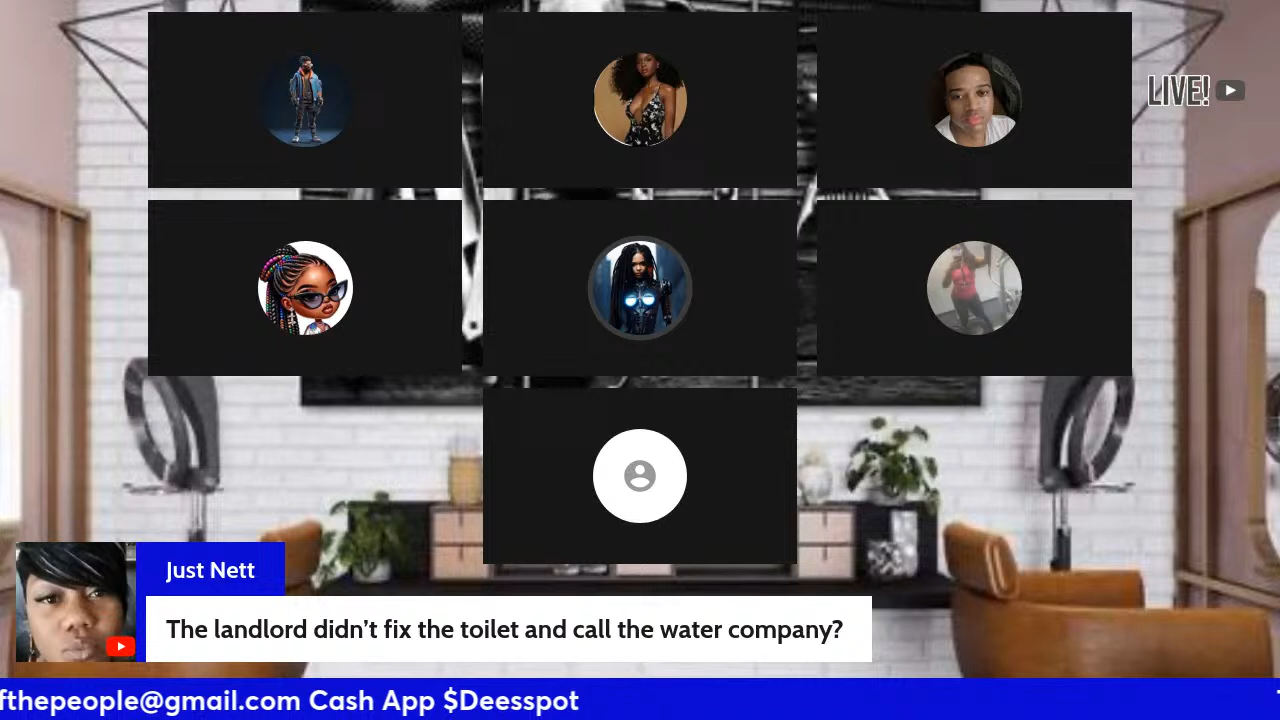 LIVE!
Just Nett
The landlord didn't fix the toilet and call the water company?
fthepeople@gmail.com Cash App $Deesspot